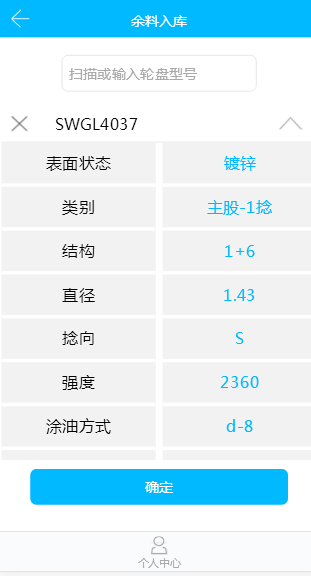 余料入库
扫描或输入轮盘型号
SWGL4037
表面状态 镀锌
类别 主股-1捻
结构 1+6
直径 1.43
捻向 S
强度 2360
涂油方式 d-8
确定
个人中心